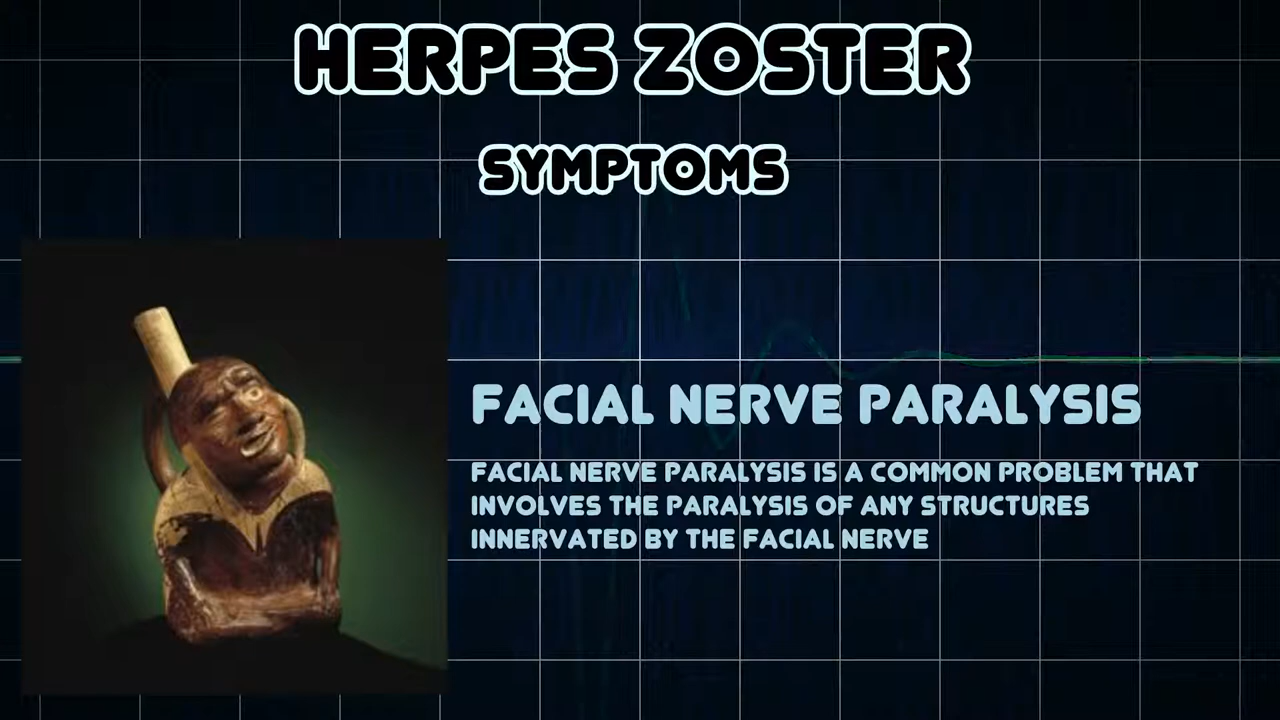 HERPES ZOSTER
SYMPTOMS
FACIAL NERVE PARALYSIS
FACIAL NERVE PARALYSIS IS A COMMON PROBLEM THAT
INVOLVES THE PARALYSIS OF ANY STRUCTURES
INNERVATED BY THE FACIAL NERVE